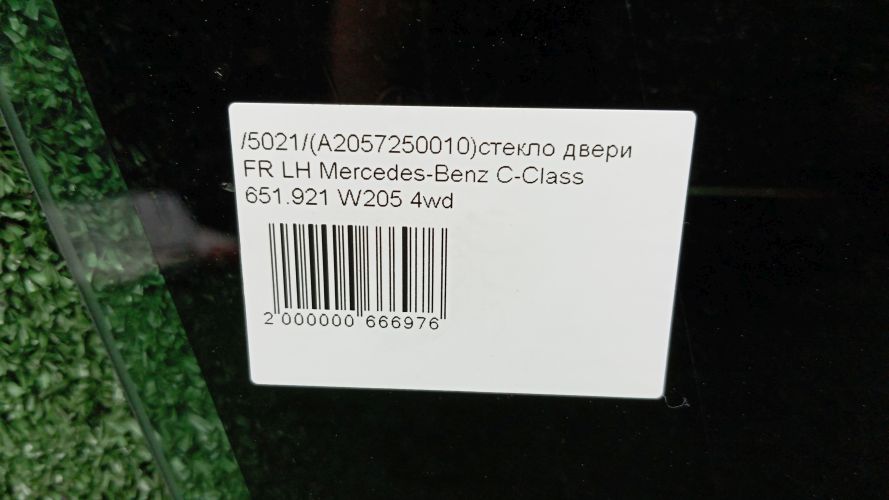 /5021/(A2057250010)стекло двери
FR LH Mercedes-Benz C-Class
651.921 W205 4wd
2 000000 666976